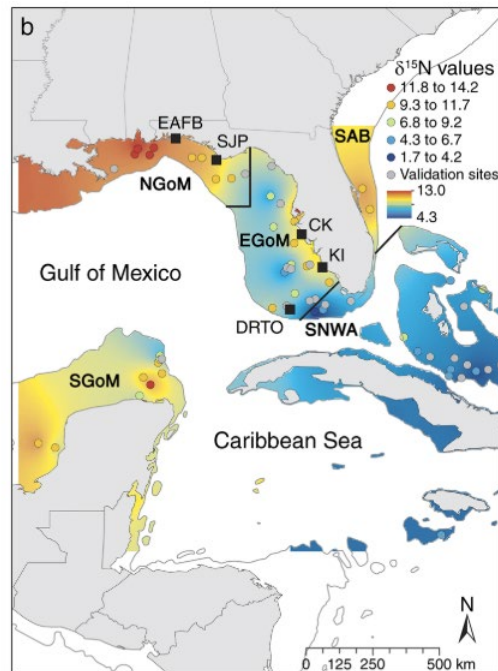 b
δ¹⁵N values
11.8 to 14.2
9.3 to 11.7
6.8 to 9.2
4.3 to 6.7
1.7 to 4.2
Validation sites
13.0
4.3
EAFB
SJP
SAB
NGoM
CK
EGoM
KI
Gulf of Mexico
DRTO
SNWA
SGoM
Caribbean Sea
N
0 125 250 500 km